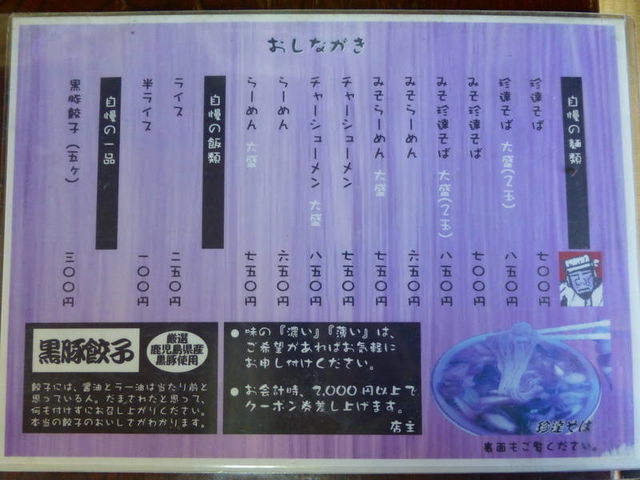 おしながき
自慢の麺類
珍達そば 七〇〇円
珍達そば 大盛(2玉) 八五〇円
みそ珍達そば 七〇〇円
みそ珍達そば 大盛(2玉) 八五〇円
みそらーめん 六五〇円
みそらーめん 大盛 七五〇円
チャーシューメン 七五〇円
チャーシューメン 大盛 八五〇円
らーめん 六五〇円
らーめん 大盛 七五〇円
自慢の飯類
ライス 二五〇円
半ライス 一〇〇円
自慢の一品
黒豚餃子(五ヶ) 三〇〇円
黒豚餃子
厳選
鹿児島県産
黒豚使用
餃子には、醤油とラー油は当たり前と
思っている人。だまされたと思って、
何も付けずにお召し上がりください。
本当の餃子のおいしさがわかります。
●味の『濃い』『薄い』は、
ご希望があればお気軽に
お申し付けください。
●お会計時、2,000円以上で
クーポン券差し上げます。
店主
珍達そば
裏面もご覧ください。